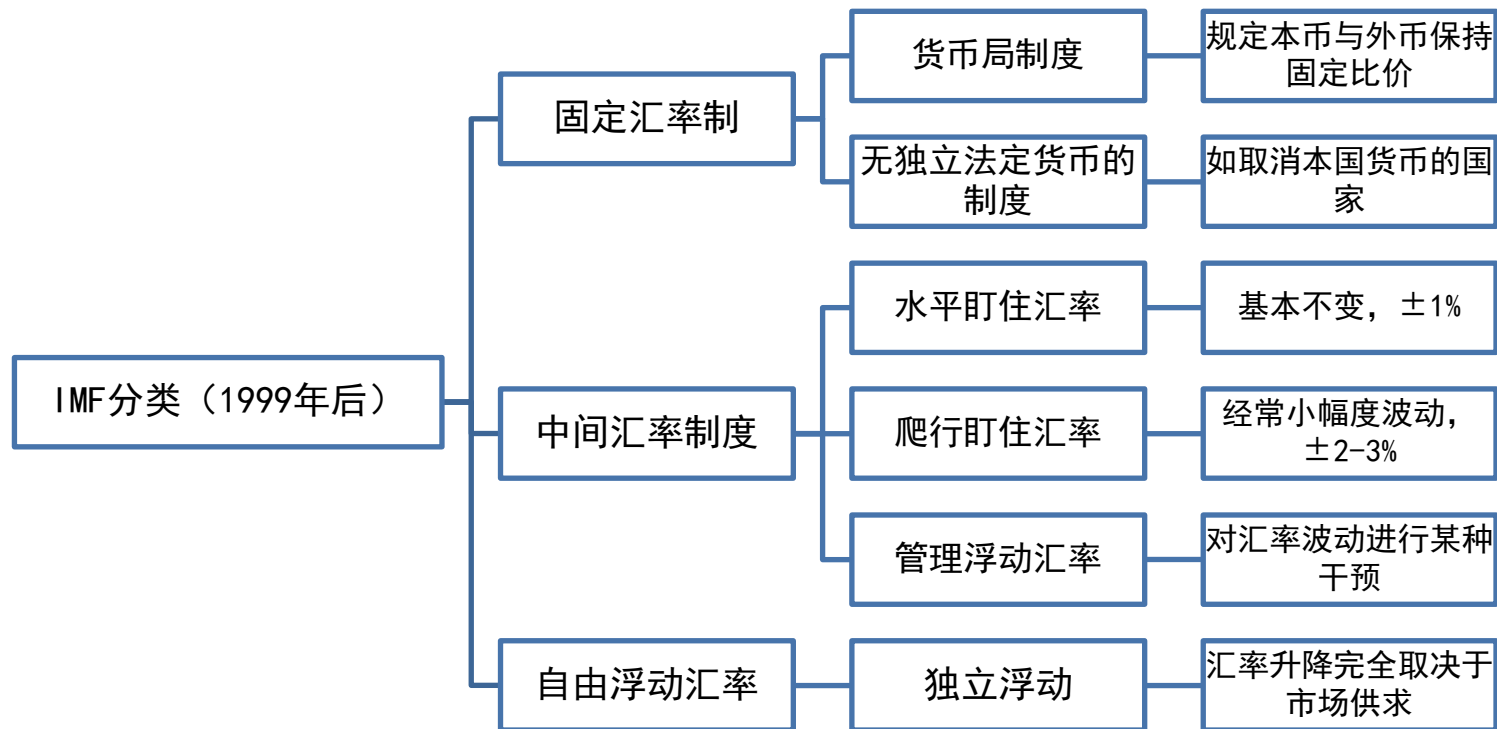 IMF分类（1999年后）
固定汇率制
货币局制度
规定本币与外币保持
固定比价
无独立法定货币的
制度
如取消本国货币的国
家
中间汇率制度
水平盯住汇率
基本不变，±1%
爬行盯住汇率
经常小幅度波动，
±2-3%
管理浮动汇率
对汇率波动进行某种
干预
自由浮动汇率
独立浮动
汇率升降完全取决于
市场供求